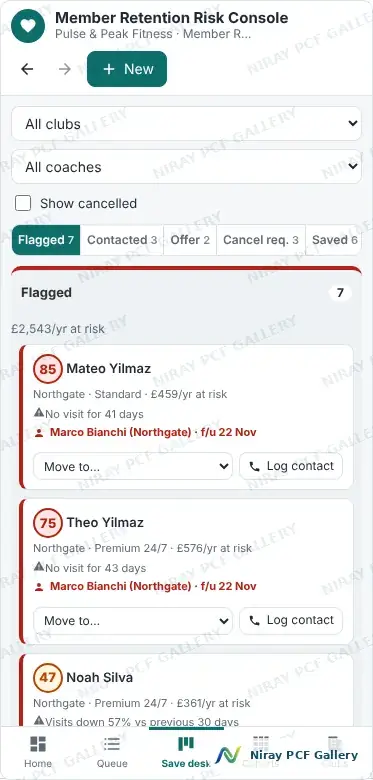 Member Retention Risk Console
Pulse & Peak Fitness · Member R...
New
All clubs
All coaches
Show cancelled
Flagged 7
Contacted 3
Offer 2
Cancel req. 3
Saved 6
Flagged
7
£2,543/yr at risk
85 Mateo Yilmaz
Northgate · Standard · £459/yr at risk
No visit for 41 days
Marco Bianchi (Northgate) · f/u 22 Nov
Move to...
Log contact
75 Theo Yilmaz
Northgate · Premium 24/7 · £576/yr at risk
No visit for 43 days
Marco Bianchi (Northgate) · f/u 22 Nov
Move to...
Log contact
47 Noah Silva
Northgate · Premium 24/7 · £361/yr at risk
Visits down 57% vs previous 30 days
Home
Queue
Save desk
Niray PCF Gallery
NIRAY PCF GALLERY